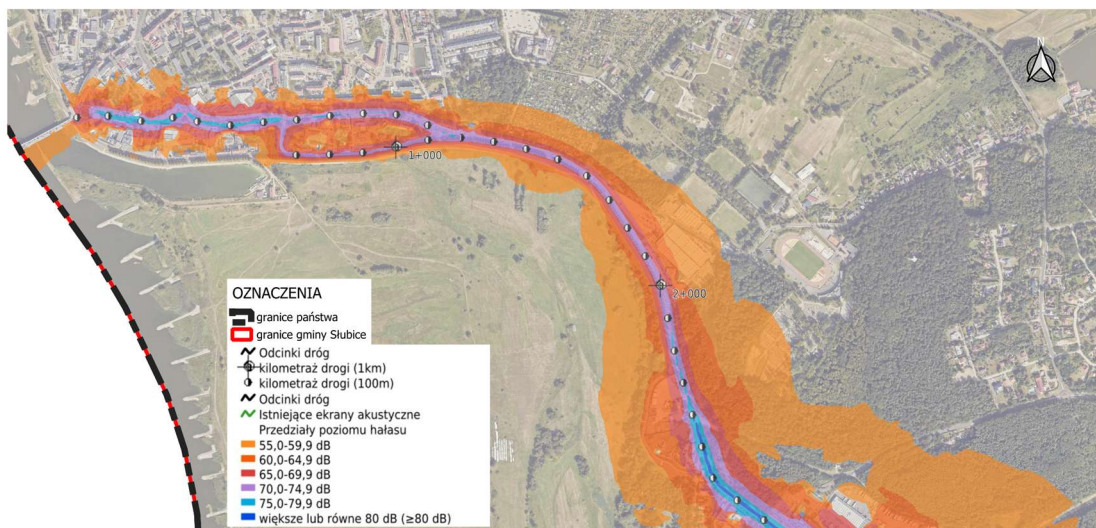 N
1+000
2+000
OZNACZENIA
granice państwa
granice gminy Słubice
Odcinki dróg
kilometraż drogi (1km)
kilometraż drogi (100m)
Odcinki dróg
Istniejące ekrany akustyczne
Przedziały poziomu hałasu
55,0-59,9 dB
60,0-64,9 dB
65,0-69,9 dB
70,0-74,9 dB
75,0-79,9 dB
większe lub równe 80 dB (≥80 dB)